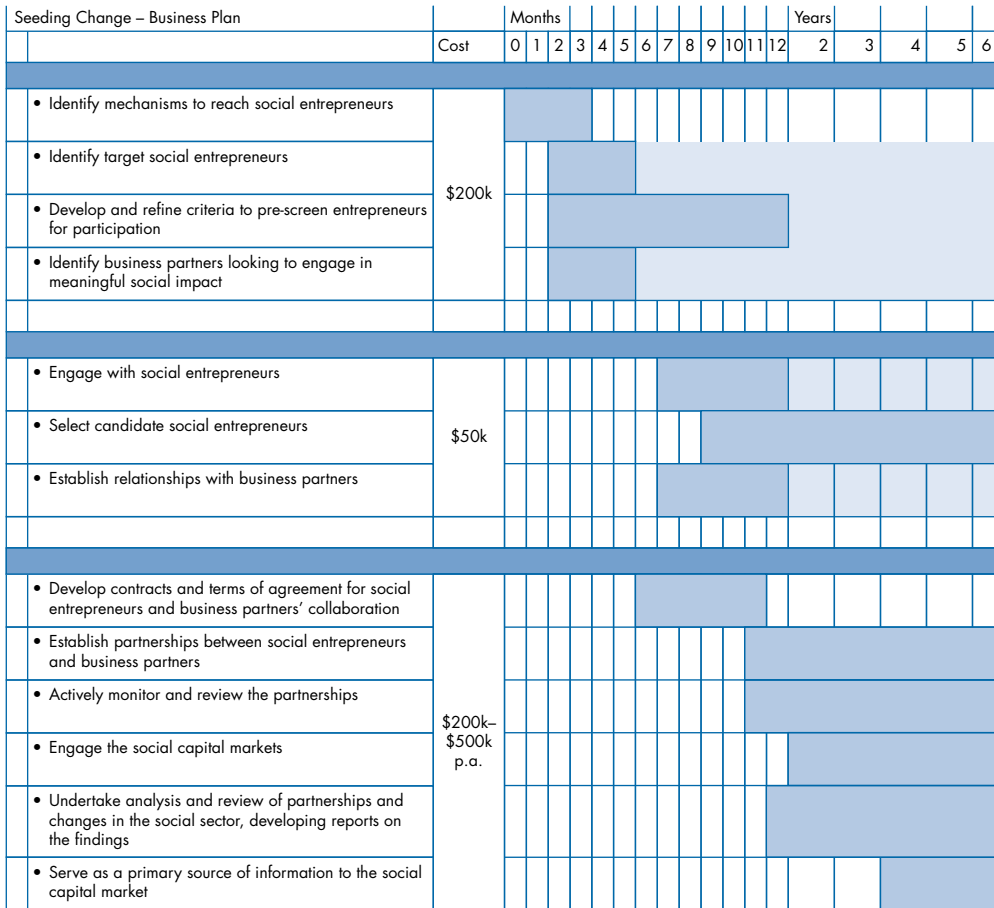 Seeding Change – Business Plan Months Years
Cost 0 1 2 3 4 5 6 7 8 9 10 11 12 2 3 4 5 6
• Identify mechanisms to reach social entrepreneurs
• Identify target social entrepreneurs
$200k
• Develop and refine criteria to pre-screen entrepreneurs
for participation
• Identify business partners looking to engage in
meaningful social impact
• Engage with social entrepreneurs
• Select candidate social entrepreneurs
$50k
• Establish relationships with business partners
• Develop contracts and terms of agreement for social
entrepreneurs and business partners’ collaboration
• Establish partnerships between social entrepreneurs
and business partners
• Actively monitor and review the partnerships
$200k–
$500k
p.a.
• Engage the social capital markets
• Undertake analysis and review of partnerships and
changes in the social sector, developing reports on
the findings
• Serve as a primary source of information to the social
capital market